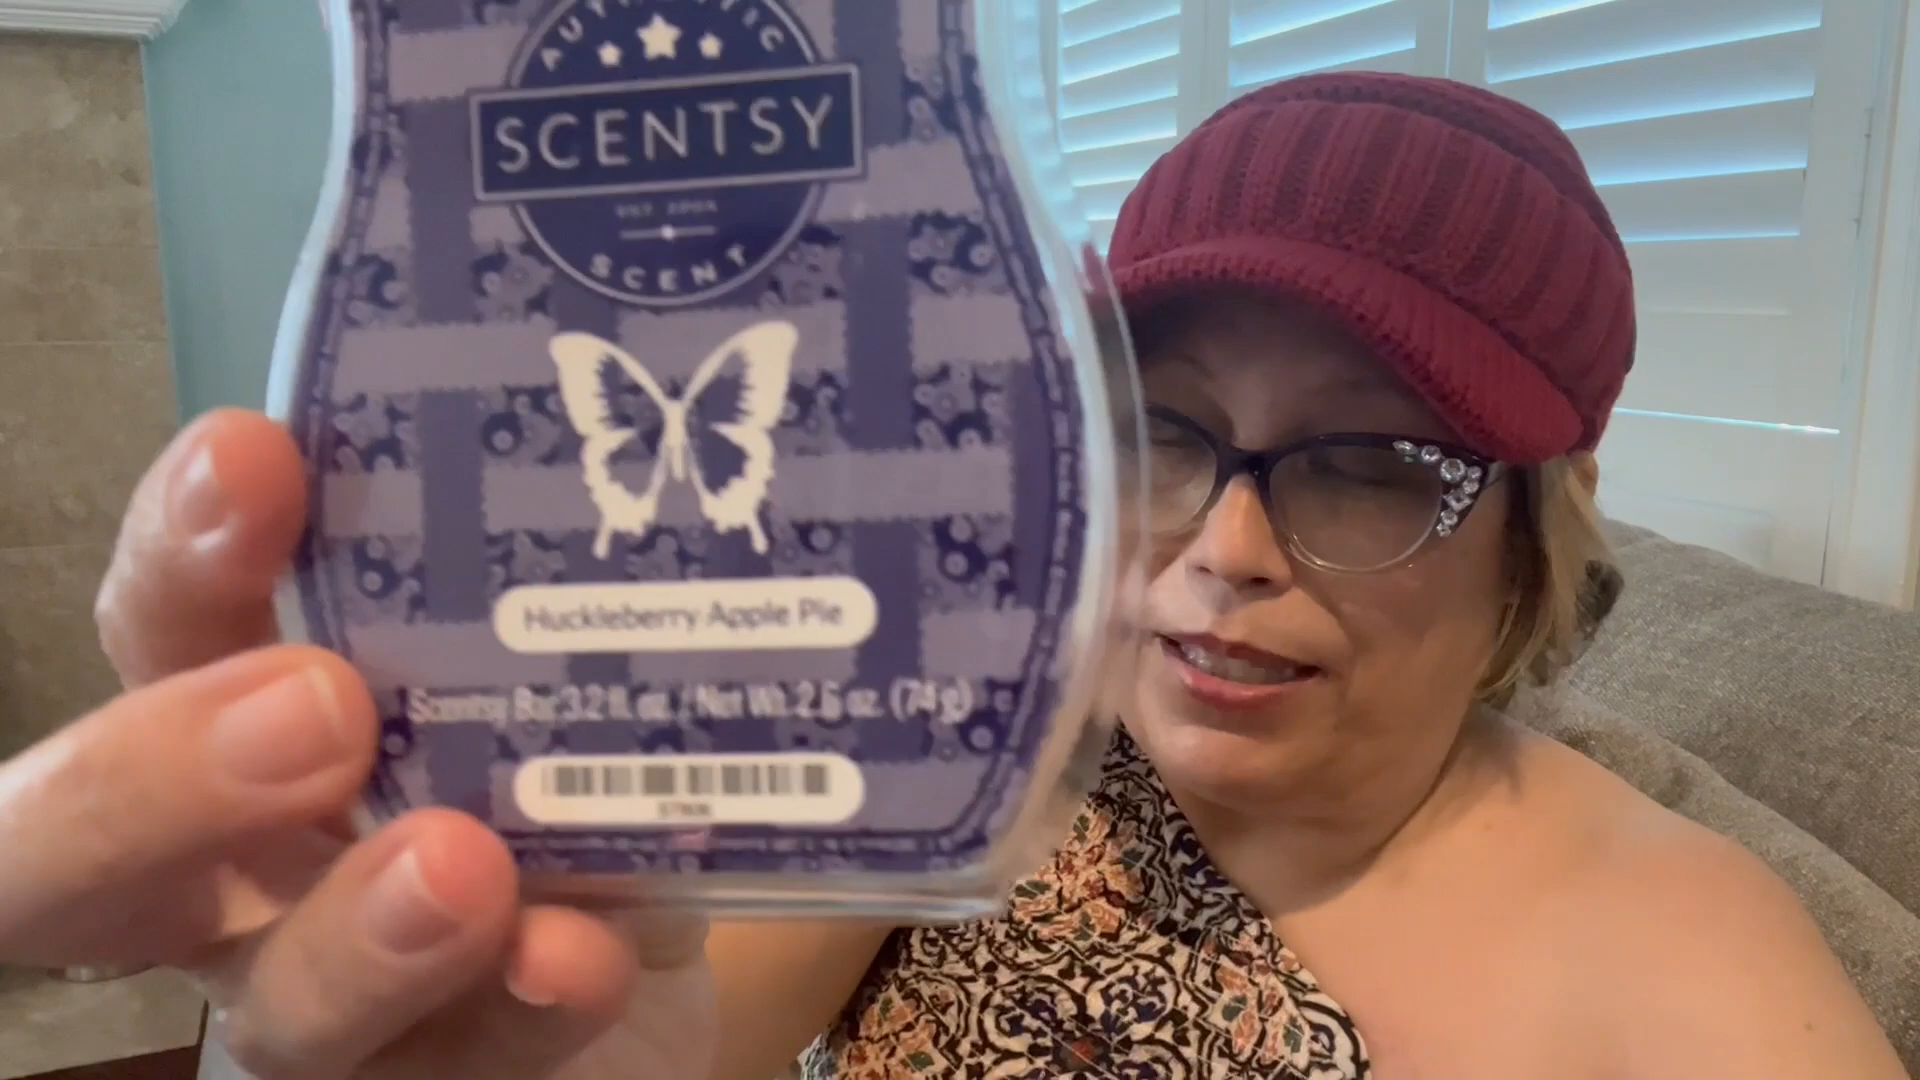 AUTHENTIC
SCENTSY
EST. 2004
SCENT
Huckleberry Apple Pie
Scentsy Bar 3.2 fl. oz. / Net Wt. 2.6 oz. (74 g)